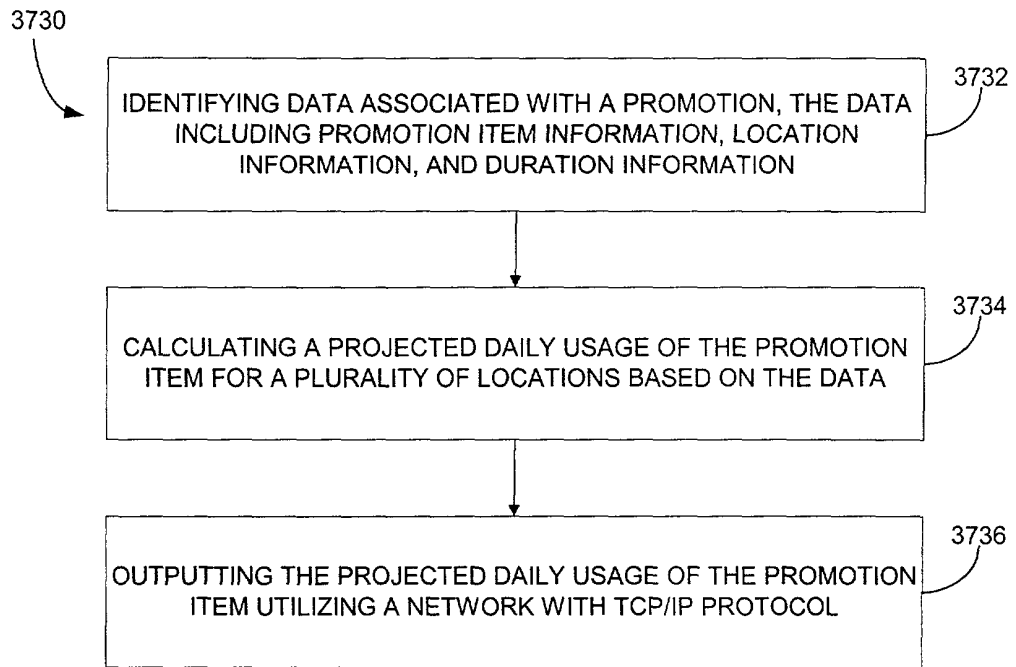 3730
3732
IDENTIFYING DATA ASSOCIATED WITH A PROMOTION, THE DATA
INCLUDING PROMOTION ITEM INFORMATION, LOCATION
INFORMATION, AND DURATION INFORMATION
3734
CALCULATING A PROJECTED DAILY USAGE OF THE PROMOTION
ITEM FOR A PLURALITY OF LOCATIONS BASED ON THE DATA
3736
OUTPUTTING THE PROJECTED DAILY USAGE OF THE PROMOTION
ITEM UTILIZING A NETWORK WITH TCP/IP PROTOCOL